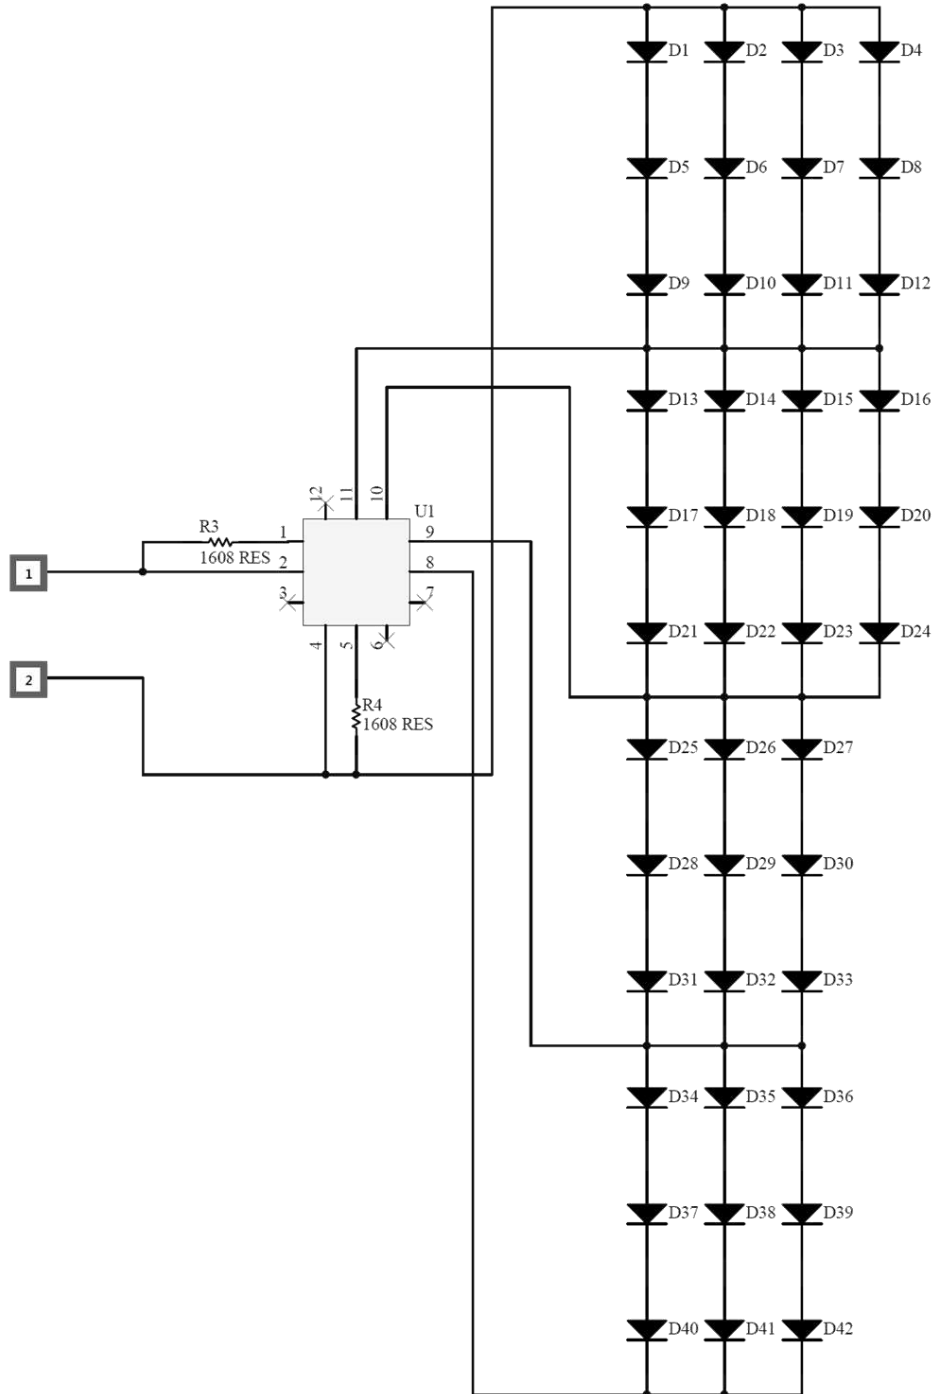 D1 D2 D3 D4
D5 D6 D7 D8
D9 D10 D11 D12
D13 D14 D15 D16
12 11 10
U1
D17 D18 D19 D20
R3
1608 RES
1
2
3
9
8
7
1
2
4 5 6
D21 D22 D23 D24
R4
1608 RES
D25 D26 D27
D28 D29 D30
D31 D32 D33
D34 D35 D36
D37 D38 D39
D40 D41 D42